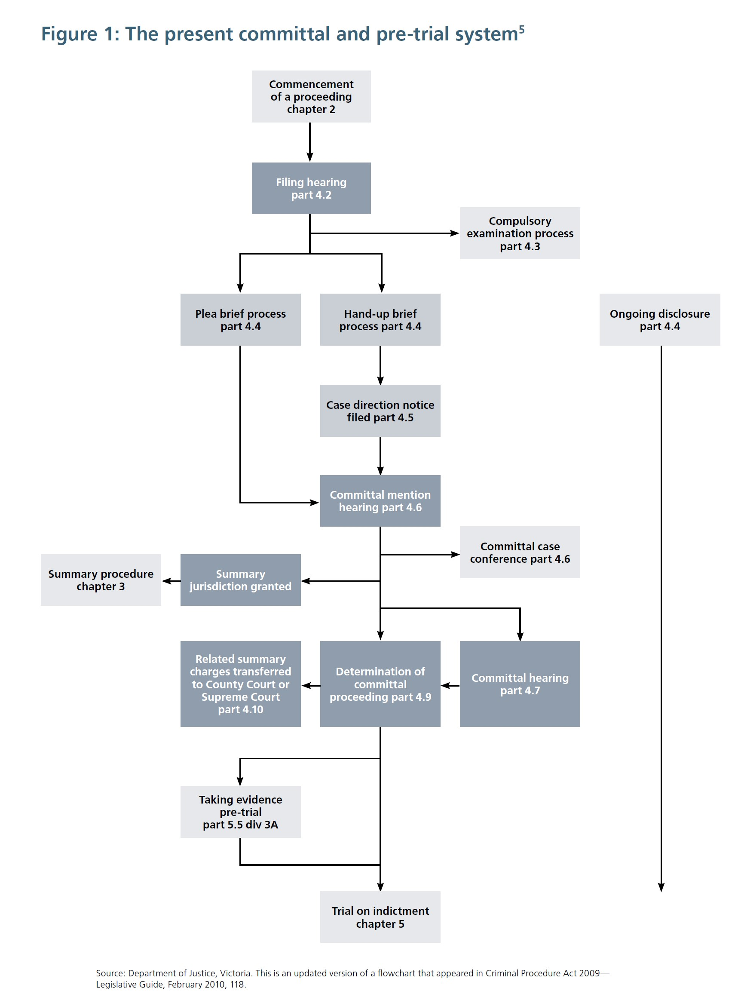 Figure 1: The present committal and pre-trial system5
Commencement
of a proceeding
chapter 2
Filing hearing
part 4.2
Compulsory
examination process
part 4.3
Plea brief process
part 4.4
Hand-up brief
process part 4.4
Ongoing disclosure
part 4.4
Case direction notice
filed part 4.5
Committal mention
hearing part 4.6
Committal case
conference part 4.6
Summary procedure
chapter 3
Summary
jurisdiction granted
Related summary
charges transferred
to County Court or
Supreme Court
part 4.10
Determination of
committal
proceeding part 4.9
Committal hearing
part 4.7
Taking evidence
pre-trial
part 5.5 div 3A
Trial on indictment
chapter 5
Source: Department of Justice, Victoria. This is an updated version of a flowchart that appeared in Criminal Procedure Act 2009—
Legislative Guide, February 2010, 118.